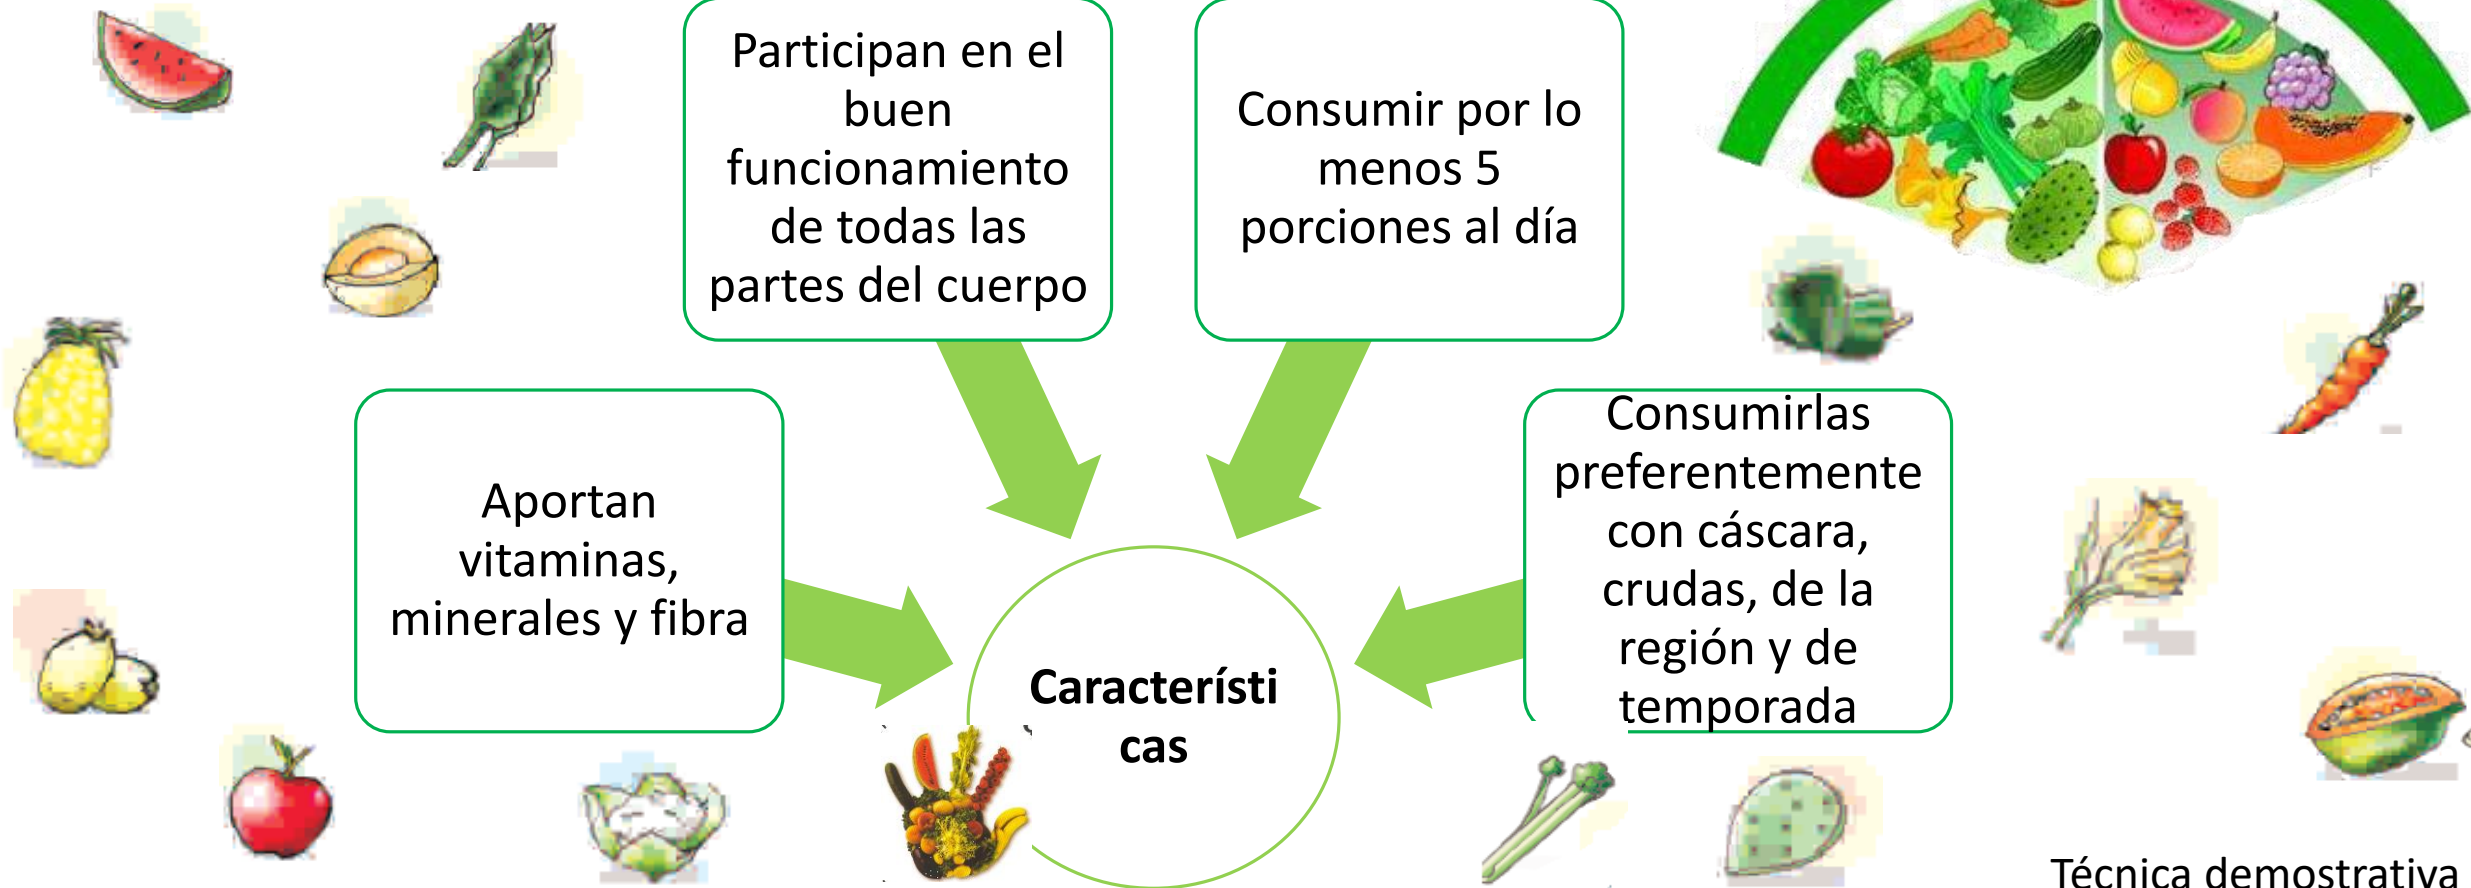 Participan en el
buen
funcionamiento
de todas las
partes del cuerpo
Consumir por lo
menos 5
porciones al día
Aportan
vitaminas,
minerales y fibra
Consumirlas
preferentemente
con cáscara,
crudas, de la
región y de
temporada
Característi
cas
Técnica demostrativa